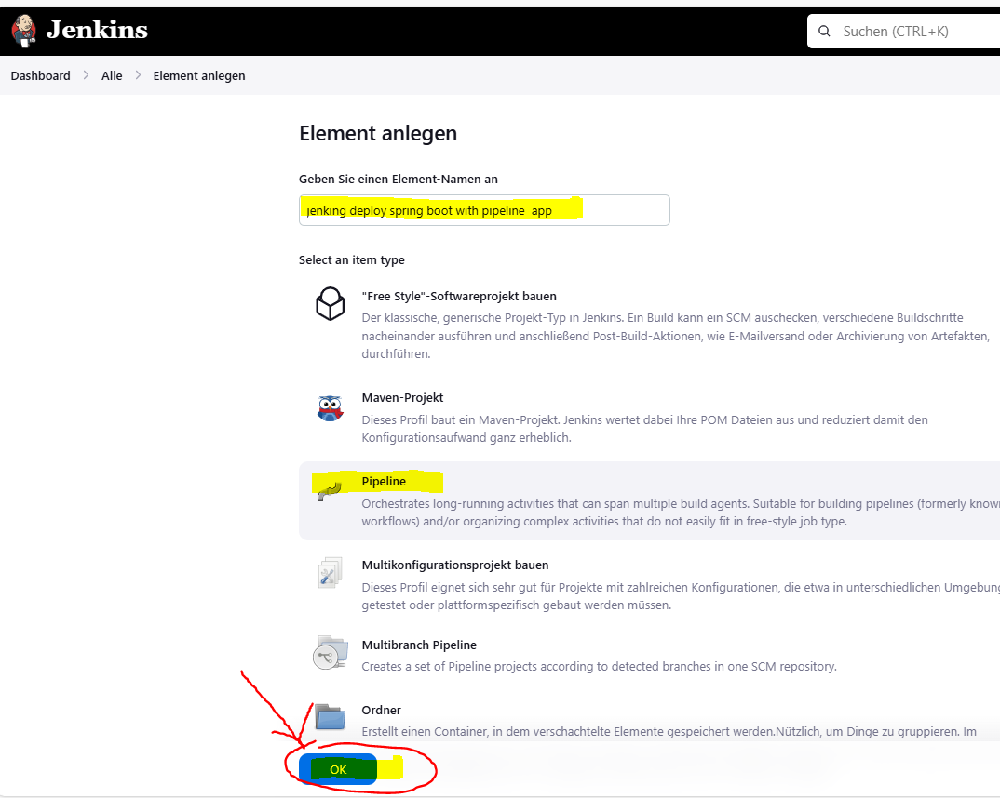 Jenkins
Suchen (CTRL+K)
Dashboard > Alle > Element anlegen
Element anlegen
Geben Sie einen Element-Namen an
jenking deploy spring boot with pipeline  app
Select an item type
"Free Style"-Softwareprojekt bauen
Der klassische, generische Projekt-Typ in Jenkins. Ein Build kann ein SCM auschecken, verschiedene Buildschritte
nacheinander ausführen und anschließend Post-Build-Aktionen, wie E-Mailversand oder Archivierung von Artefakten,
durchführen.
Maven-Projekt
Dieses Profil baut ein Maven-Projekt. Jenkins wertet dabei Ihre POM Dateien aus und reduziert damit den
Konfigurationsaufwand ganz erheblich.
Pipeline
Orchestrates long-running activities that can span multiple build agents. Suitable for building pipelines (formerly known
workflows) and/or organizing complex activities that do not easily fit in free-style job type.
Multikonfigurationsprojekt bauen
Dieses Profil eignet sich sehr gut für Projekte mit zahlreichen Konfigurationen, die etwa in unterschiedlichen Umgebung
getestet oder plattformspezifisch gebaut werden müssen.
Multibranch Pipeline
Creates a set of Pipeline projects according to detected branches in one SCM repository.
Ordner
Erstellt einen Container, in dem verschachtelte Elemente gespeichert werden.Nützlich, um Dinge zu gruppieren. Im
OK